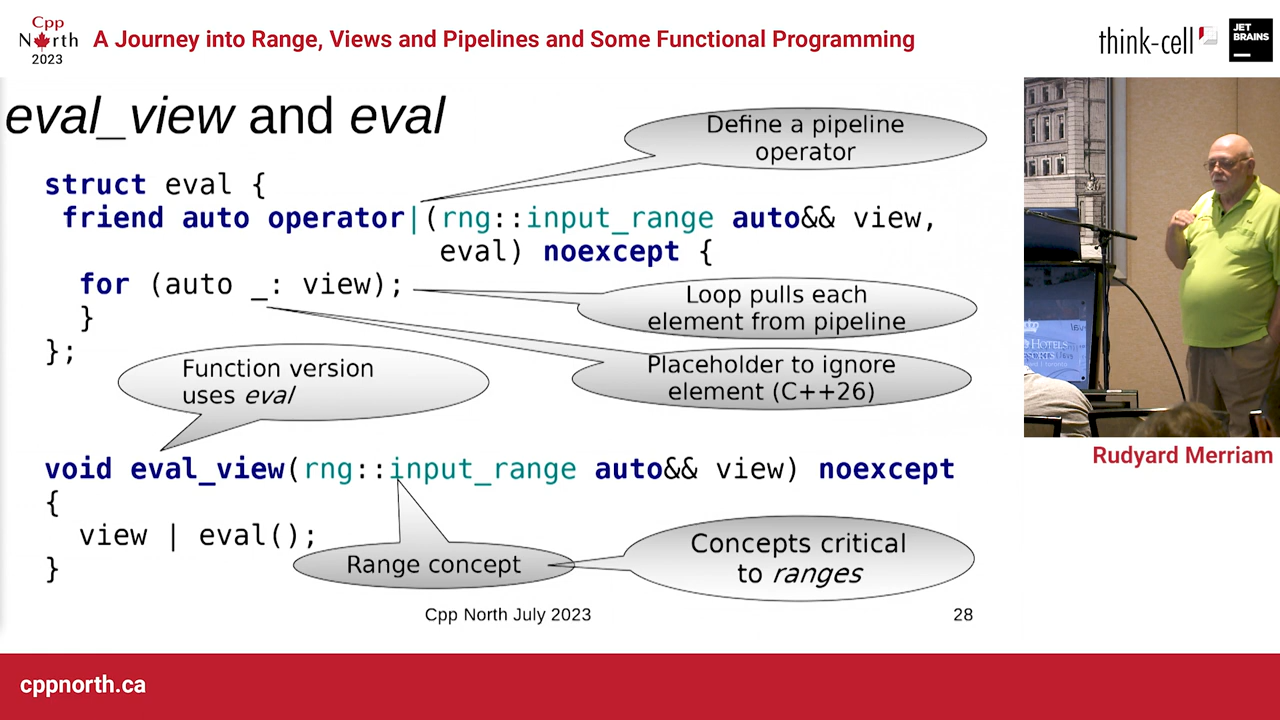 Cpp
North
2023
A Journey into Range, Views and Pipelines and Some Functional Programming
think-cell
JET
BRAINS
eval_view and eval
Define a pipeline
operator
struct eval {
friend auto operator|(rng::input_range auto&& view,
eval) noexcept {
for (auto _: view);
}
};
Loop pulls each
element from pipeline
Placeholder to ignore
element (C++26)
Function version
uses eval
void eval_view(rng::input_range auto&& view) noexcept
{
view | eval();
}
Range concept
Concepts critical
to ranges
Cpp North July 2023
28
HOTELS
Rudyard Merriam
cppnorth.ca